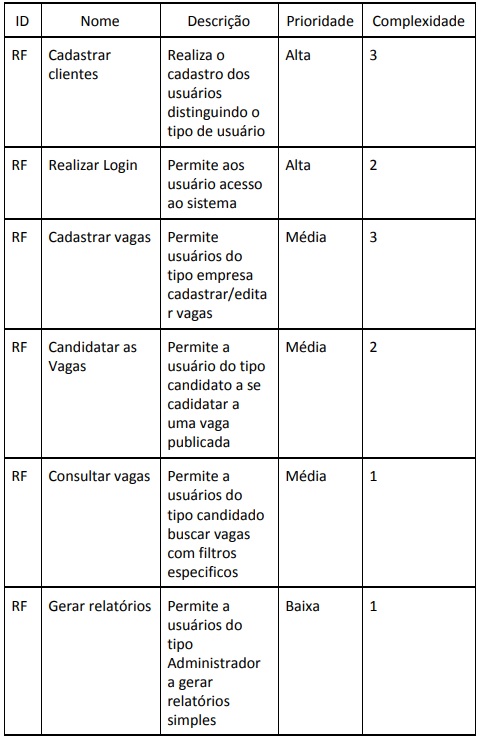 ID Nome Descrição Prioridade Complexidade
RF Cadastrar Realiza o Alta 3
clientes cadastro dos
usuários
distinguindo o
tipo de usuário
RF Realizar Login Permite aos Alta 2
usuário acesso
ao sistema
RF Cadastrar vagas Permite Média 3
usuários do
tipo empresa
cadastrar/edita
r vagas
RF Candidatar as Permite a Média 2
Vagas usuário do tipo
candidato a se
cadidatar a
uma vaga
publicada
RF Consultar vagas Permite a Média 1
usuários do
tipo candidado
buscar vagas
com filtros
especificos
RF Gerar relatórios Permite a Baixa 1
usuários do
tipo
Administrador
a gerar
relatórios
simples